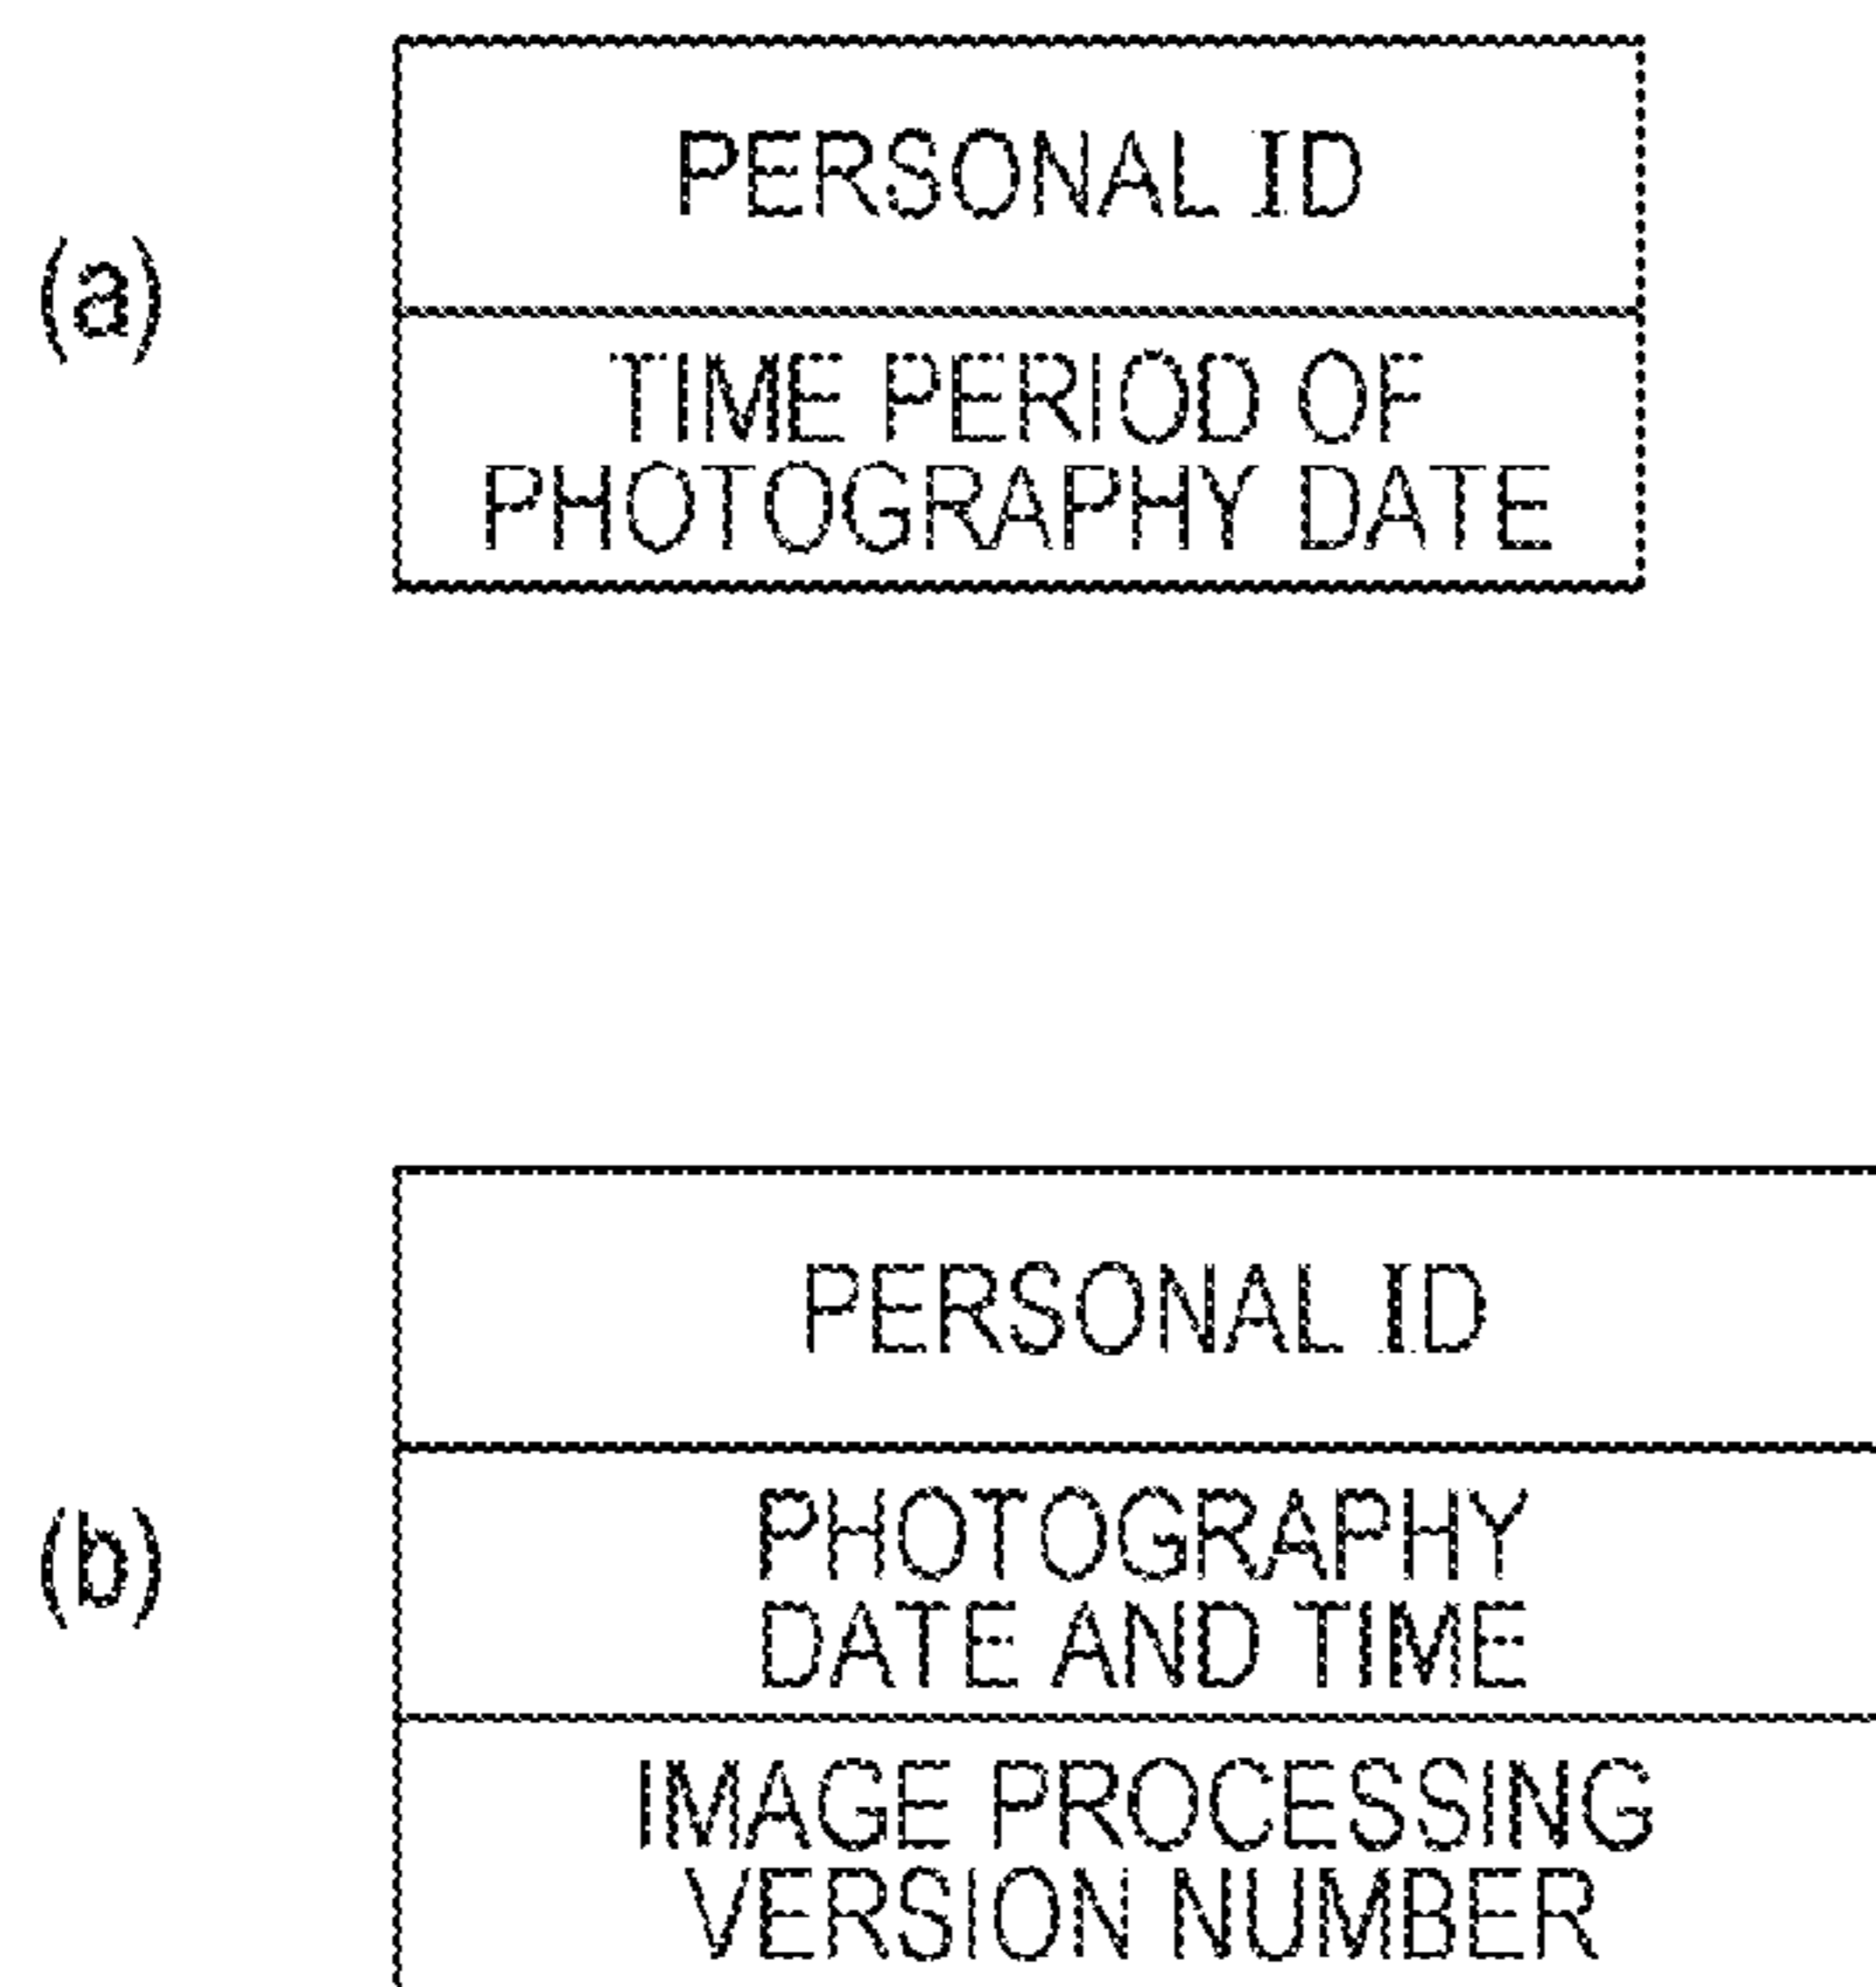 (a)
PERSONAL ID
TIME PERIOD OF
PHOTOGRAPHY DATE
(b)
PERSONAL ID
PHOTOGRAPHY
DATE AND TIME
IMAGE PROCESSING
VERSION NUMBER